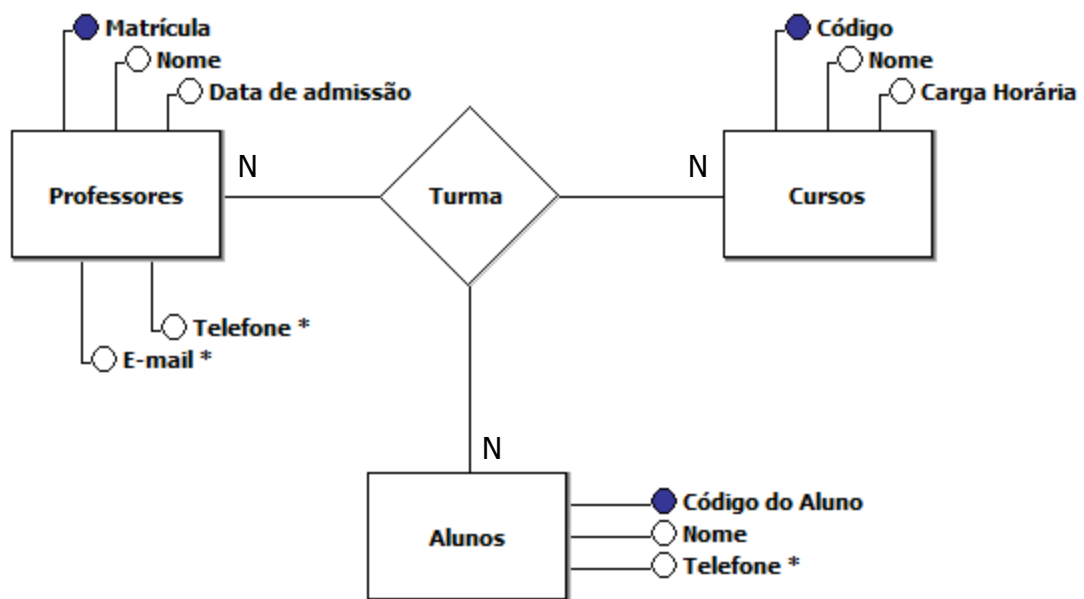 Matrícula
Nome
Data de admissão
Professores
Telefone *
E-mail *
N
Turma
N
Código
Nome
Carga Horária
Cursos
N
Alunos
Código do Aluno
Nome
Telefone *